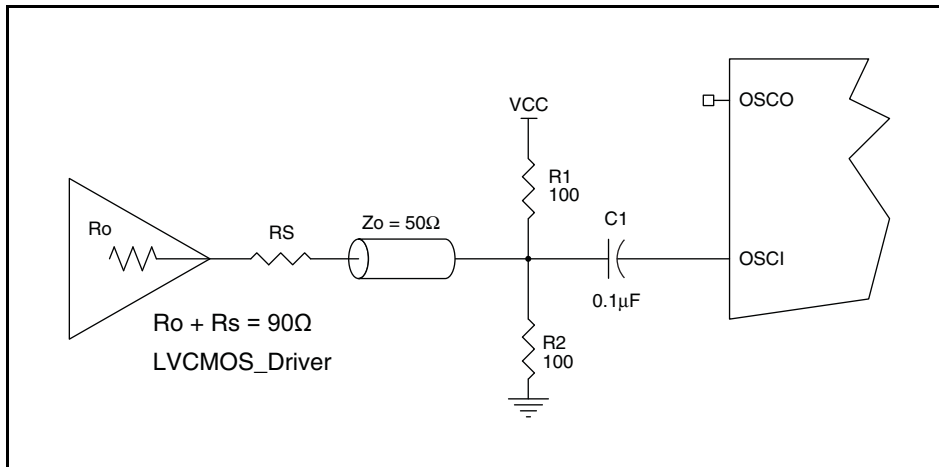 OSCO
VCC
R1
100
Ro
RS
Zo = 50Ω
C1
OSCI
0.1μF
Ro + Rs = 90Ω
LVCMOS_Driver
R2
100